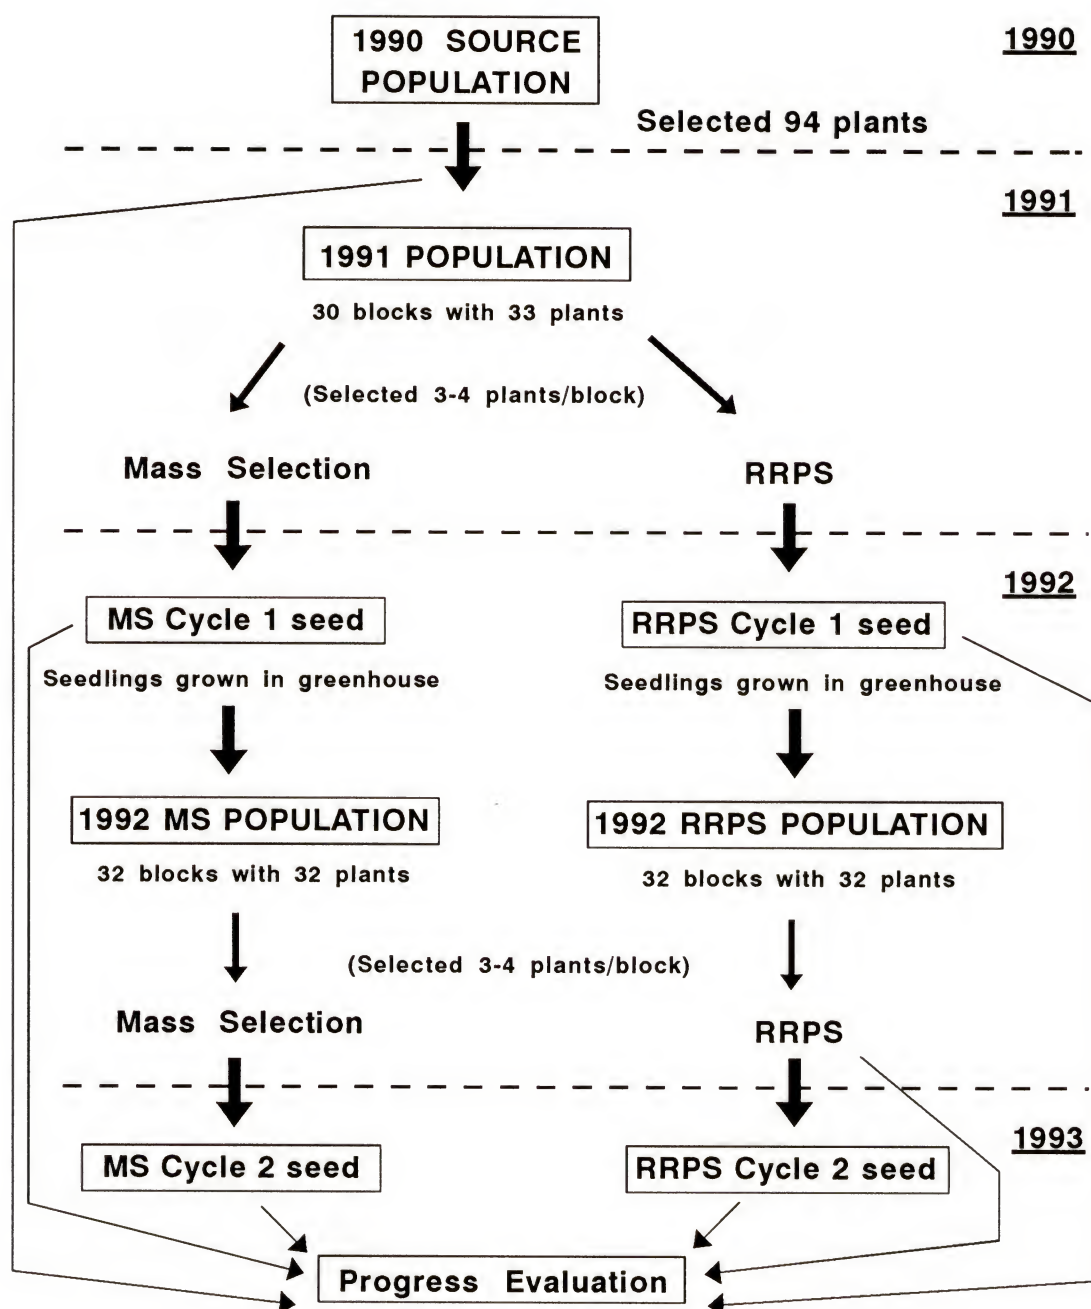 1990 SOURCE
POPULATION
1990
Selected 94 plants
1991
1991 POPULATION
30 blocks with 33 plants
(Selected 3-4 plants/block)
Mass Selection
RRPS
1992
MS Cycle 1 seed
RRPS Cycle 1 seed
Seedlings grown in greenhouse
Seedlings grown in greenhouse
1992 MS POPULATION
1992 RRPS POPULATION
32 blocks with 32 plants
32 blocks with 32 plants
(Selected 3-4 plants/block)
Mass Selection
RRPS
1993
MS Cycle 2 seed
RRPS Cycle 2 seed
Progress Evaluation